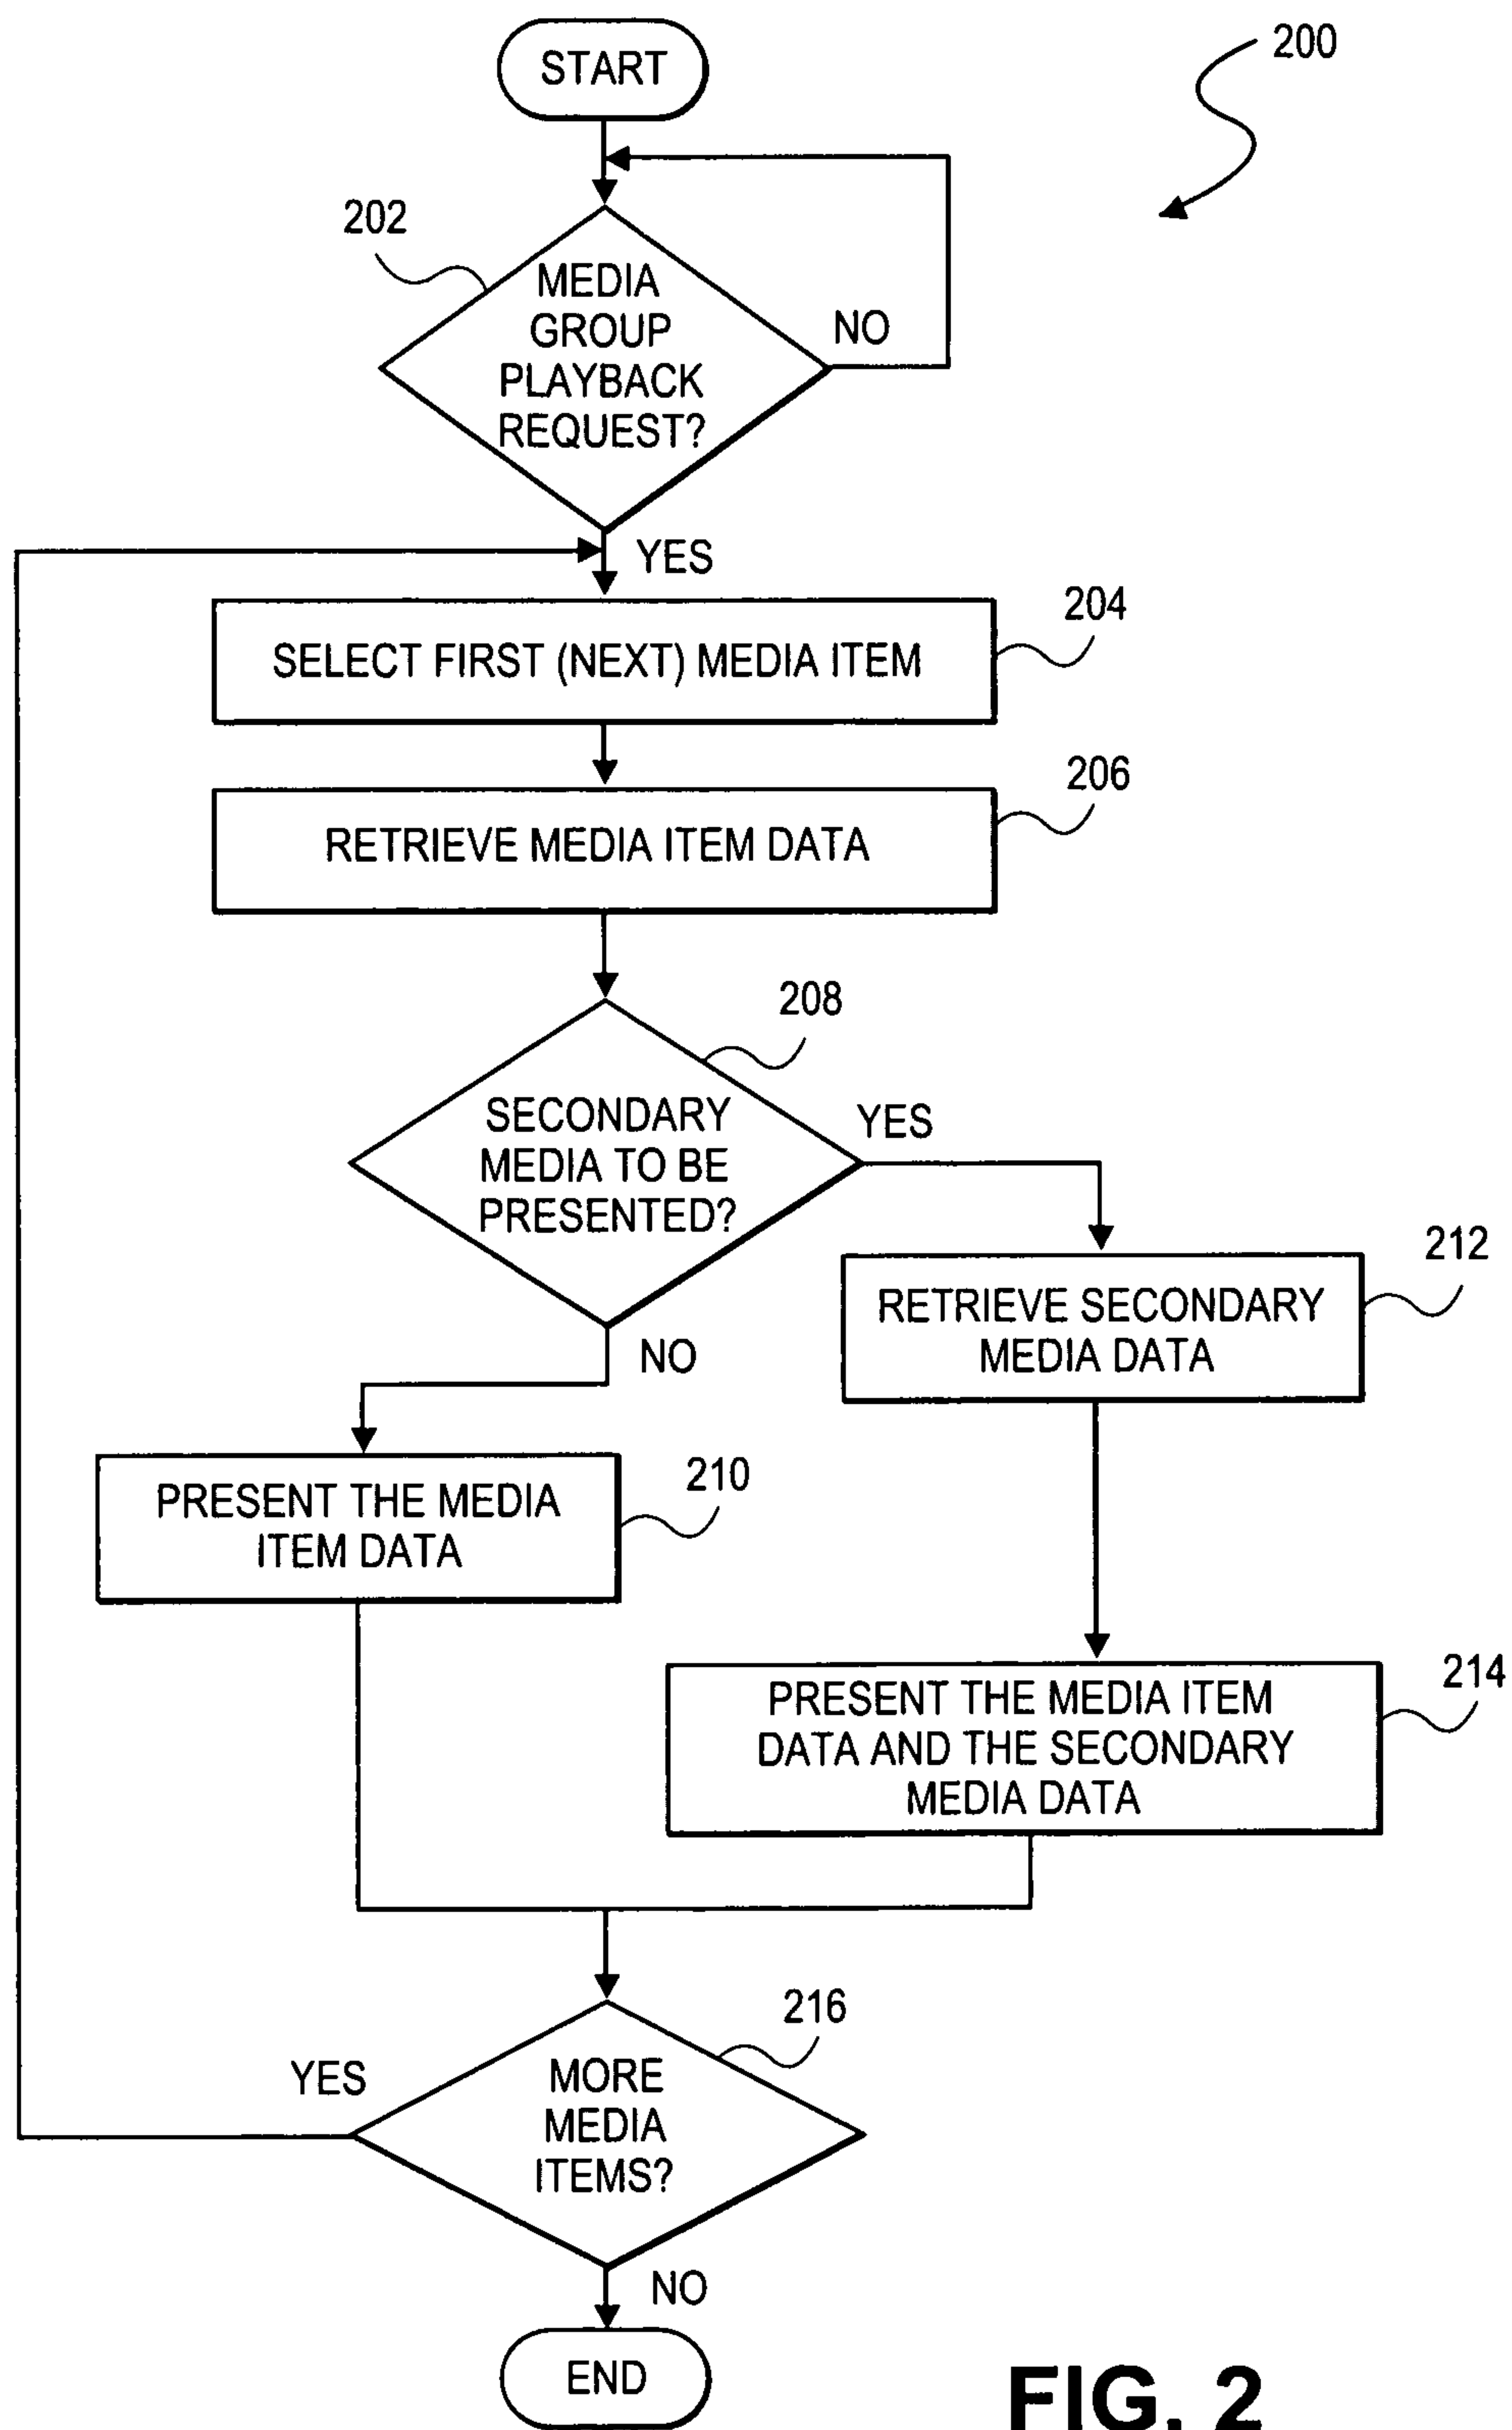 START
200
202
MEDIA
GROUP
PLAYBACK
REQUEST?
NO
YES
204
SELECT FIRST (NEXT) MEDIA ITEM
206
RETRIEVE MEDIA ITEM DATA
208
SECONDARY
MEDIA TO BE
PRESENTED?
YES
212
RETRIEVE SECONDARY
MEDIA DATA
NO
210
PRESENT THE MEDIA
ITEM DATA
214
PRESENT THE MEDIA ITEM
DATA AND THE SECONDARY
MEDIA DATA
216
YES
MORE
MEDIA
ITEMS?
NO
END
FIG. 2